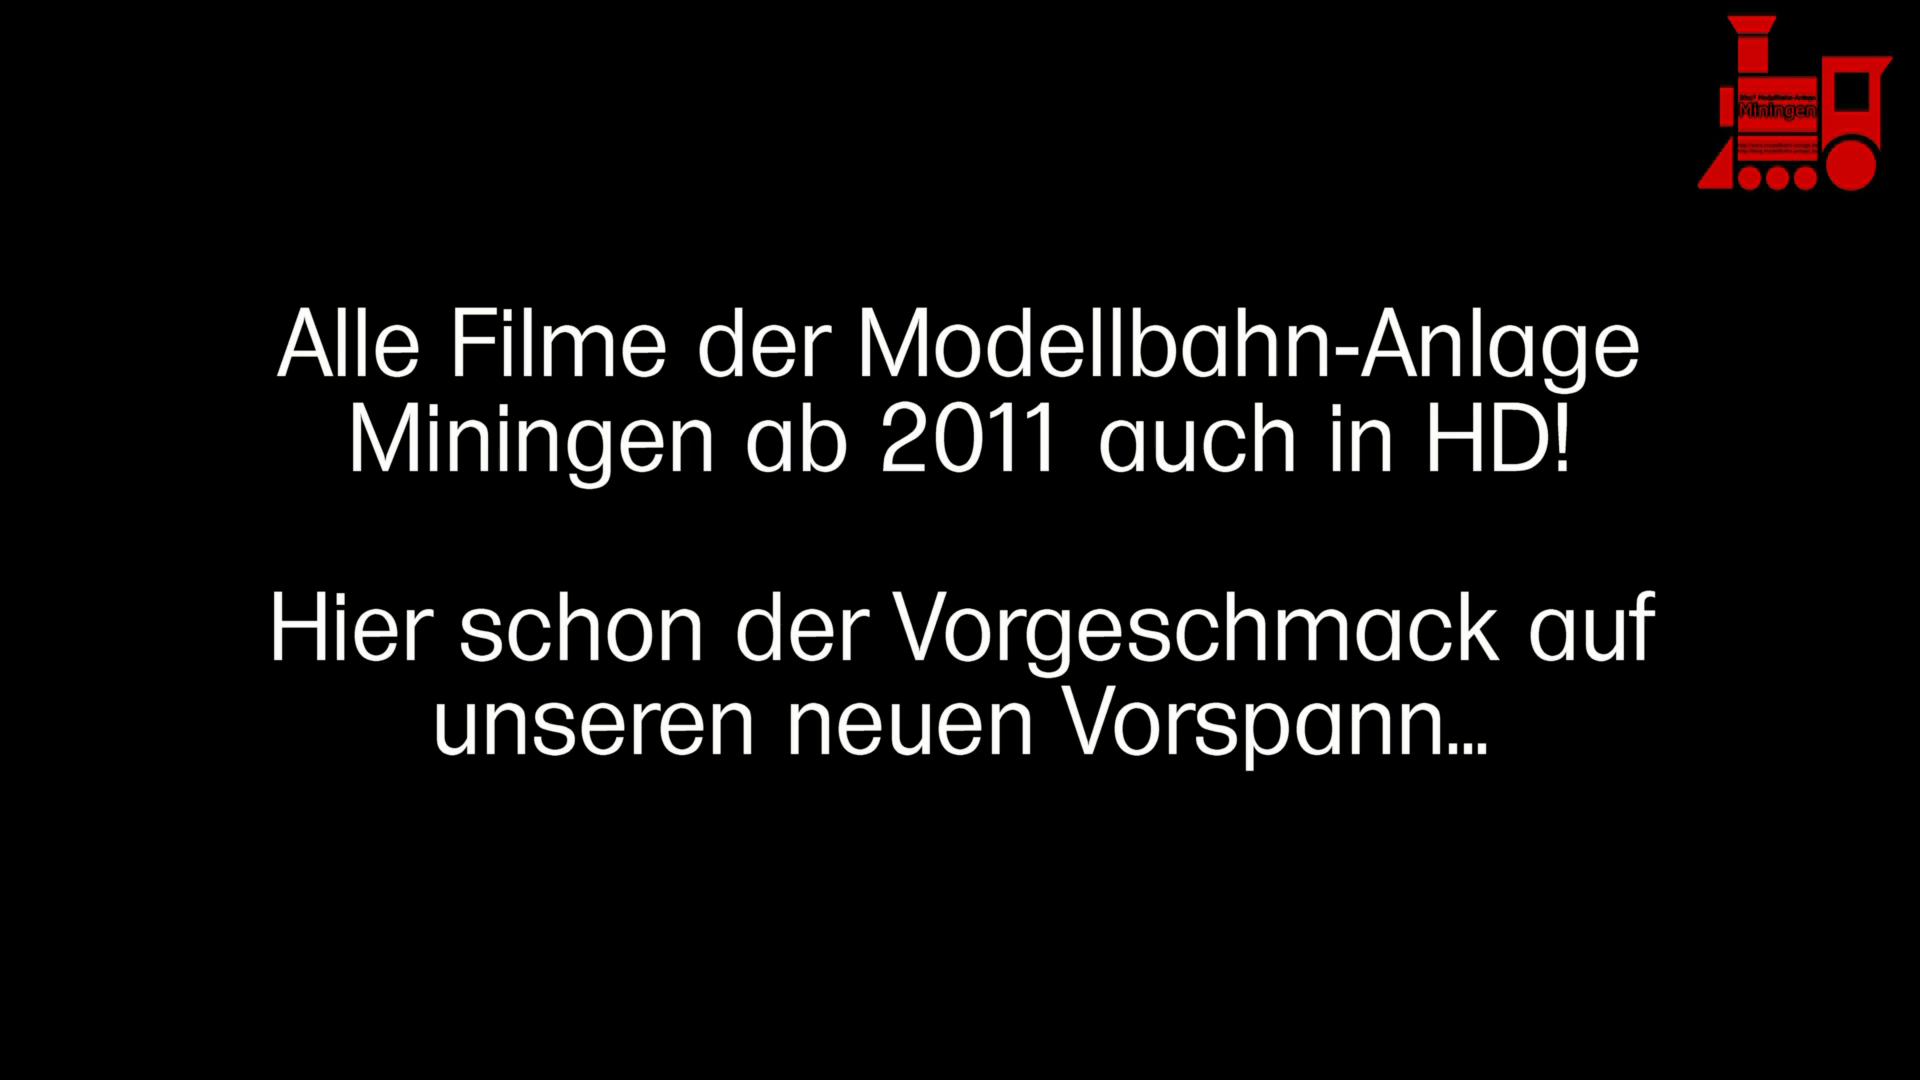 Miningen
Alle Filme der Modellbahn-Anlage
Miningen ab 2011 auch in HD!
Hier schon der Vorgeschmack auf
unseren neuen Vorspann...